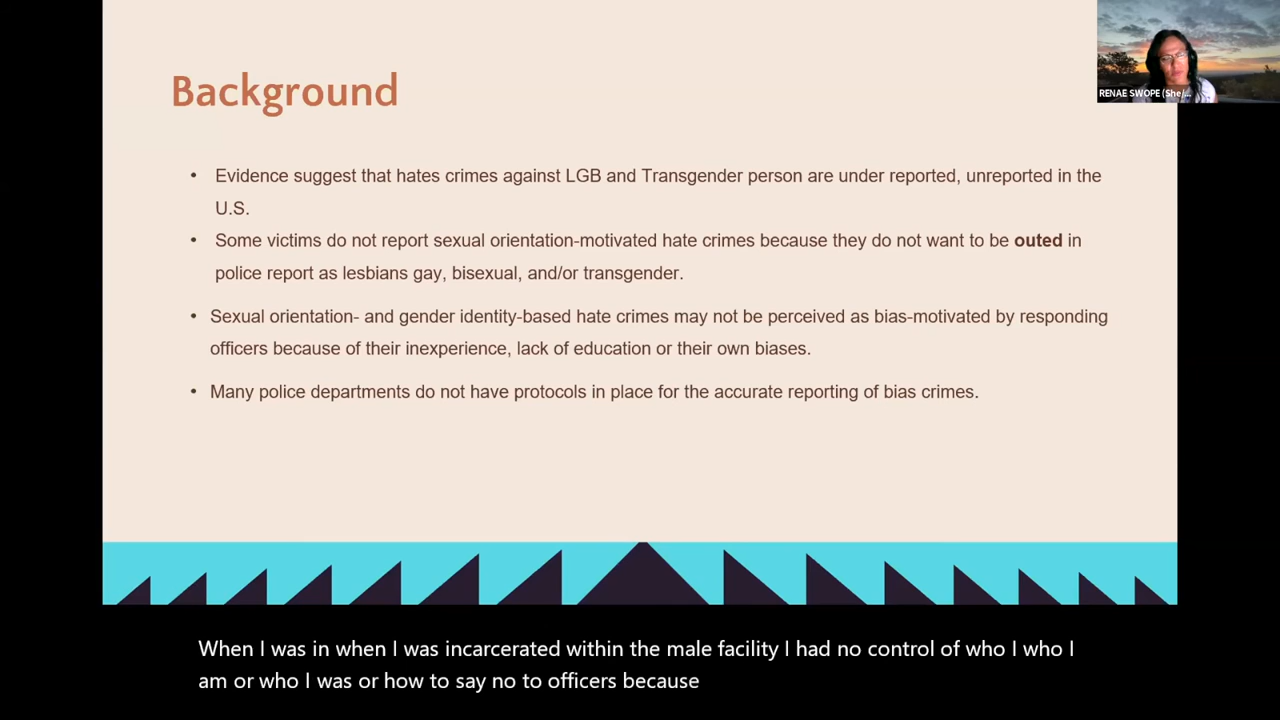 Background
RENAE SWOPE (She/...
• Evidence suggest that hates crimes against LGB and Transgender person are under reported, unreported in the
U.S.
• Some victims do not report sexual orientation-motivated hate crimes because they do not want to be outed in
police report as lesbians gay, bisexual, and/or transgender.
• Sexual orientation- and gender identity-based hate crimes may not be perceived as bias-motivated by responding
officers because of their inexperience, lack of education or their own biases.
• Many police departments do not have protocols in place for the accurate reporting of bias crimes.
When I was in when I was incarcerated within the male facility I had no control of who I who I
am or who I was or how to say no to officers because